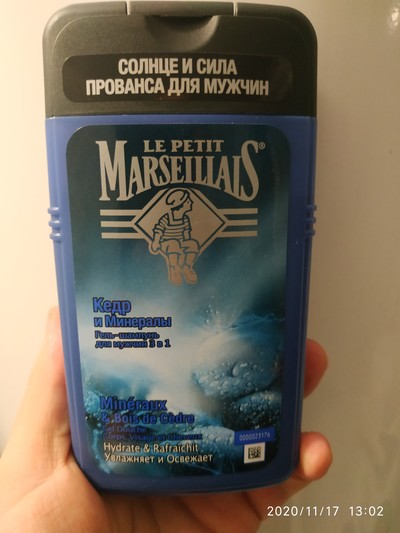 СОЛНЦЕ И СИЛА
ПРОВАНСА ДЛЯ МУЖЧИН
LE PETIT
MARSEILLAIS®
Кедр
и Минералы
Гель-шампунь
для мужчин 3 в 1
Minéraux
& Bois de Cèdre
Hydrate & Rafraîchit
Увлажняет и Освежает
2020/11/17 13:02